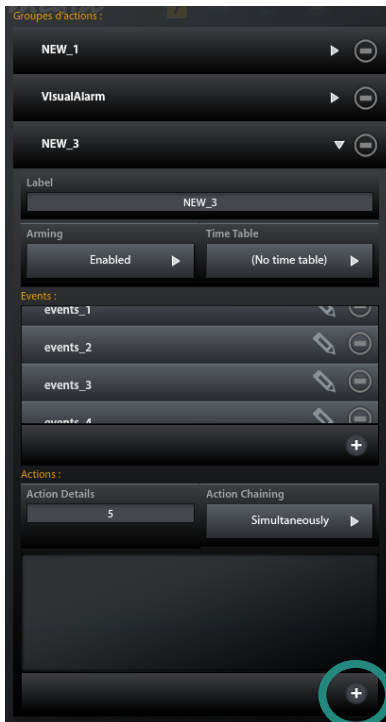 Groupes d'actions :
NEW_1
VIsualAlarm
NEW_3
Label
NEW_3
Arming
Time Table
Enabled
(No time table)
Events :
events_1
events_2
events_3
events_4
Actions :
Action Details
Action Chaining
5
Simultaneously